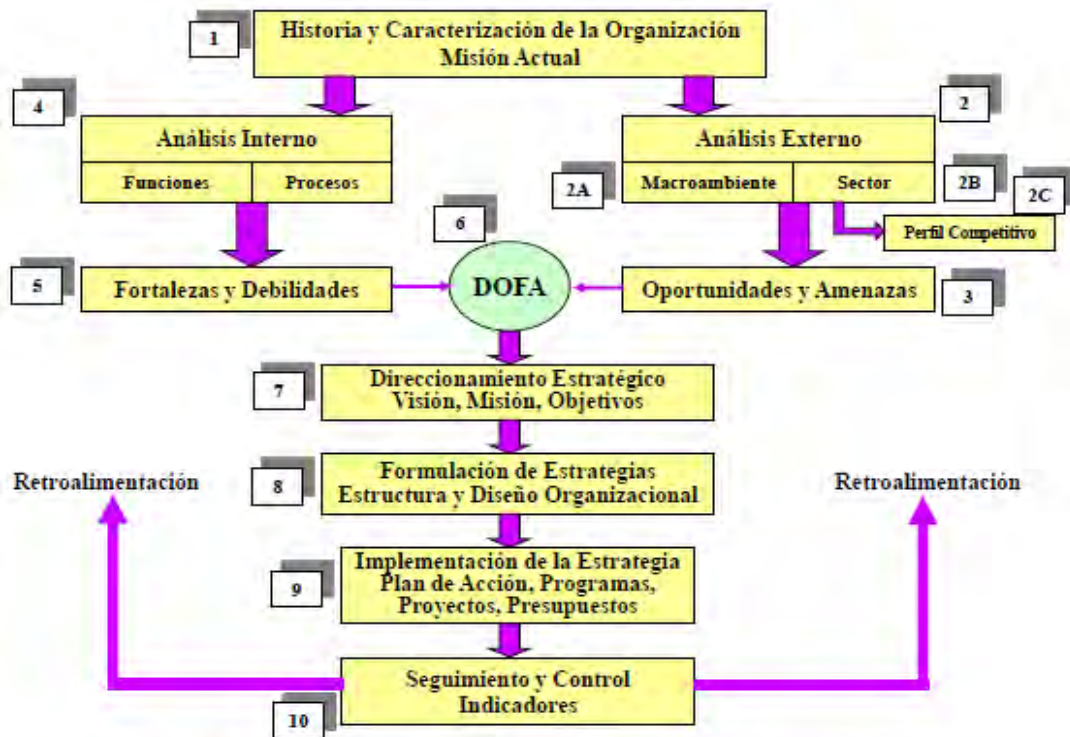 1
Historia y Caracterización de la Organización
Misión Actual
4
2
Análisis Interno
Análisis Externo
Funciones
Procesos
2A
Macroambiente
Sector
2B
2C
6
Perfil Competitivo
5
Fortalezas y Debilidades
DOFA
Oportunidades y Amenazas
3
7
Direccionamiento Estratégico
Visión, Misión, Objetivos
Retroalimentación
8
Formulación de Estrategias
Estructura y Diseño Organizacional
Retroalimentación
9
Implementación de la Estrategia
Plan de Acción, Programas,
Proyectos, Presupuestos
Seguimiento y Control
Indicadores
10